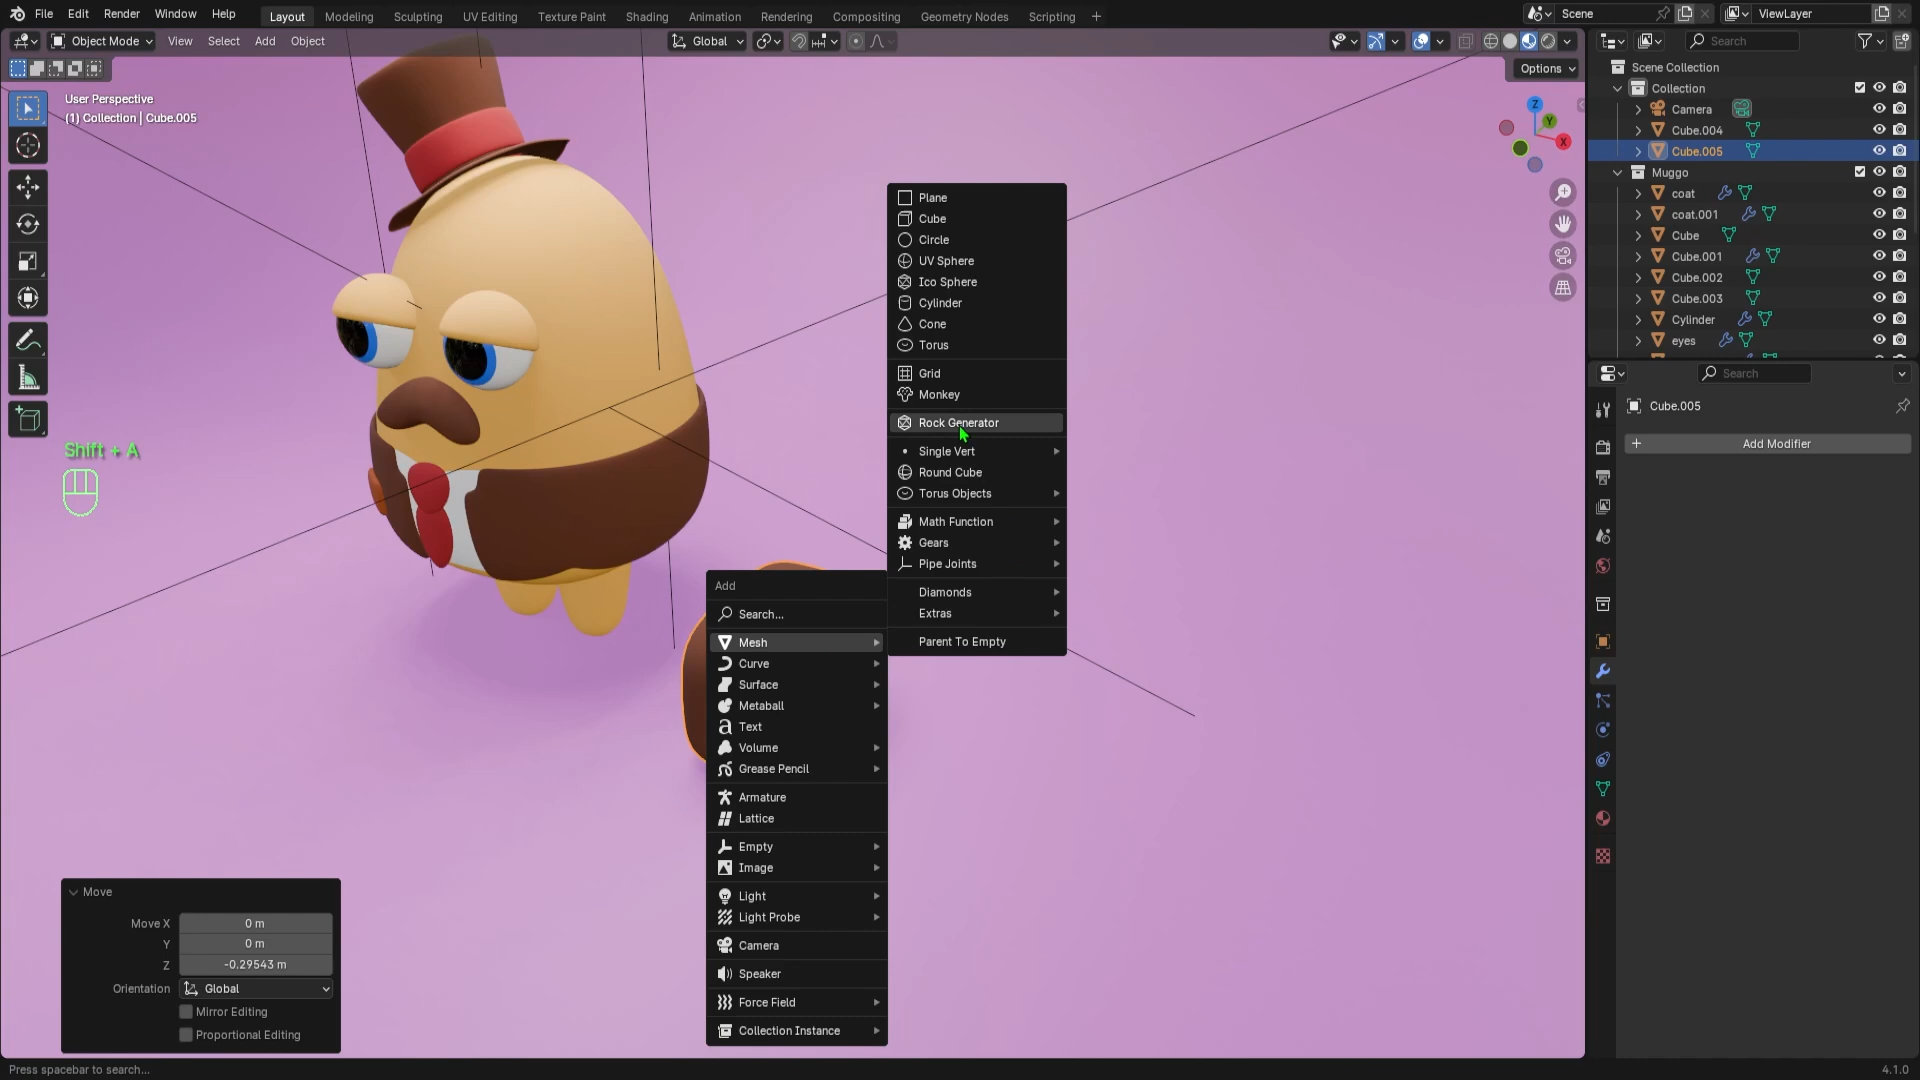 File Edit Render Window Help Layout Modeling Sculpting UV Editing Texture Paint Shading Animation Rendering Compositing Geometry Nodes Scripting + Scene ViewLayer
Object Mode View Select Add Object Global Search
Options
User Perspective
(1) Collection | Cube.005
Z
Y
X
Shift + A
Plane
Cube
Circle
UV Sphere
Ico Sphere
Cylinder
Cone
Torus
Grid
Monkey
Rock Generator
Single Vert
Round Cube
Torus Objects
Math Function
Gears
Pipe Joints
Diamonds
Extras
Parent To Empty
Add
Search...
Mesh
Curve
Surface
Metaball
Text
Volume
Grease Pencil
Armature
Lattice
Empty
Image
Light
Light Probe
Camera
Speaker
Force Field
Collection Instance
Move
Move X 0 m
Y 0 m
Z -0.29543 m
Orientation Global
Mirror Editing
Proportional Editing
Scene Collection
Collection
Camera
Cube.004
Cube.005
Muggo
coat
coat.001
Cube
Cube.001
Cube.002
Cube.003
Cylinder
eyes
Search
Cube.005
+ Add Modifier
Press spacebar to search...
4.1.0